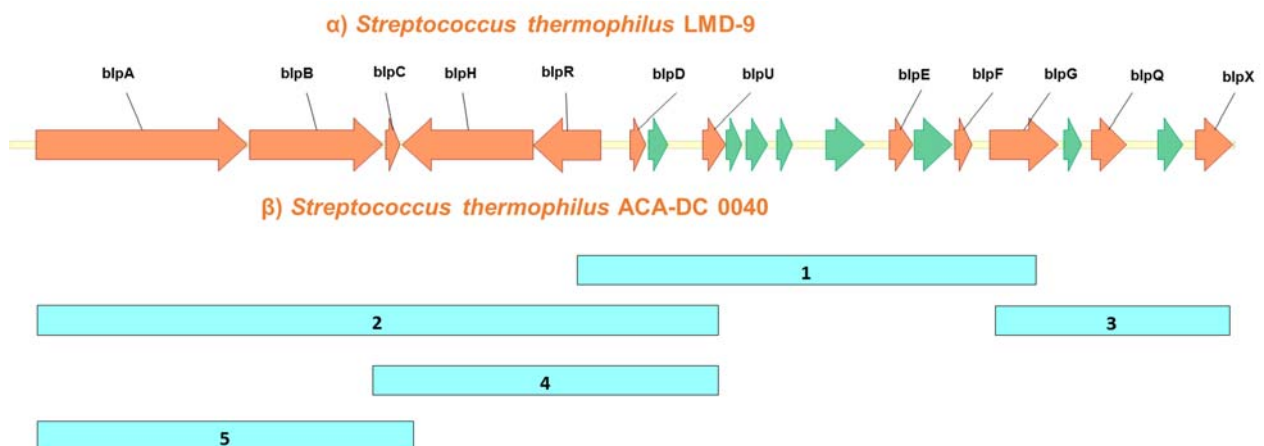 α) Streptococcus thermophilus LMD-9
blpA
blpB
blpC
blpH
blpR
blpD
blpU
blpE
blpF
blpG
blpQ
blpX
β) Streptococcus thermophilus ACA-DC 0040
1
2
3
4
5